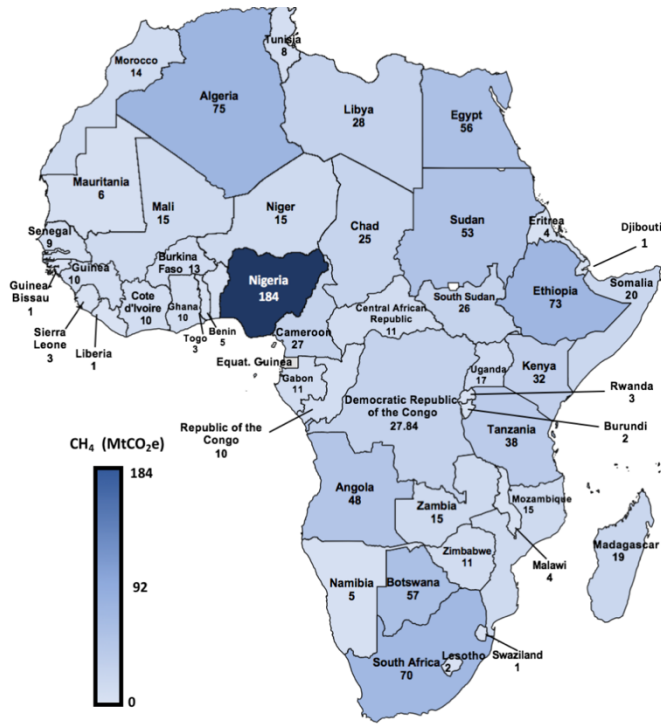 Tunisia
8
Morocco
14
Algeria
75
Libya
28
Egypt
56
Mauritania
6
Mali
15
Niger
15
Chad
25
Sudan
53
Eritrea
4
Djibouti
1
Senegal
9
Guinea
10
Burkina
Faso 13
Nigeria
184
Ethiopia
73
Somalia
20
Guinea
Bissau
1
Cote
d'Ivoire
10
Ghana
10
Benin
5
Togo
3
Sierra
Leone
3
Liberia
1
Cameroon
27
Central African
Republic
11
South Sudan
26
Equat. Guinea
Gabon
11
Uganda
17
Kenya
32
Rwanda
3
Democratic Republic
of the Congo
27.84
Burundi
2
Tanzania
38
Republic of the
Congo
10
CH₄ (MtCO₂e)
184
92
0
Angola
48
Zambia
15
Mozambique
15
Malawi
4
Madagascar
19
Zimbabwe
11
Namibia
5
Botswana
57
South Africa
70
Lesotho
2
Swaziland
1